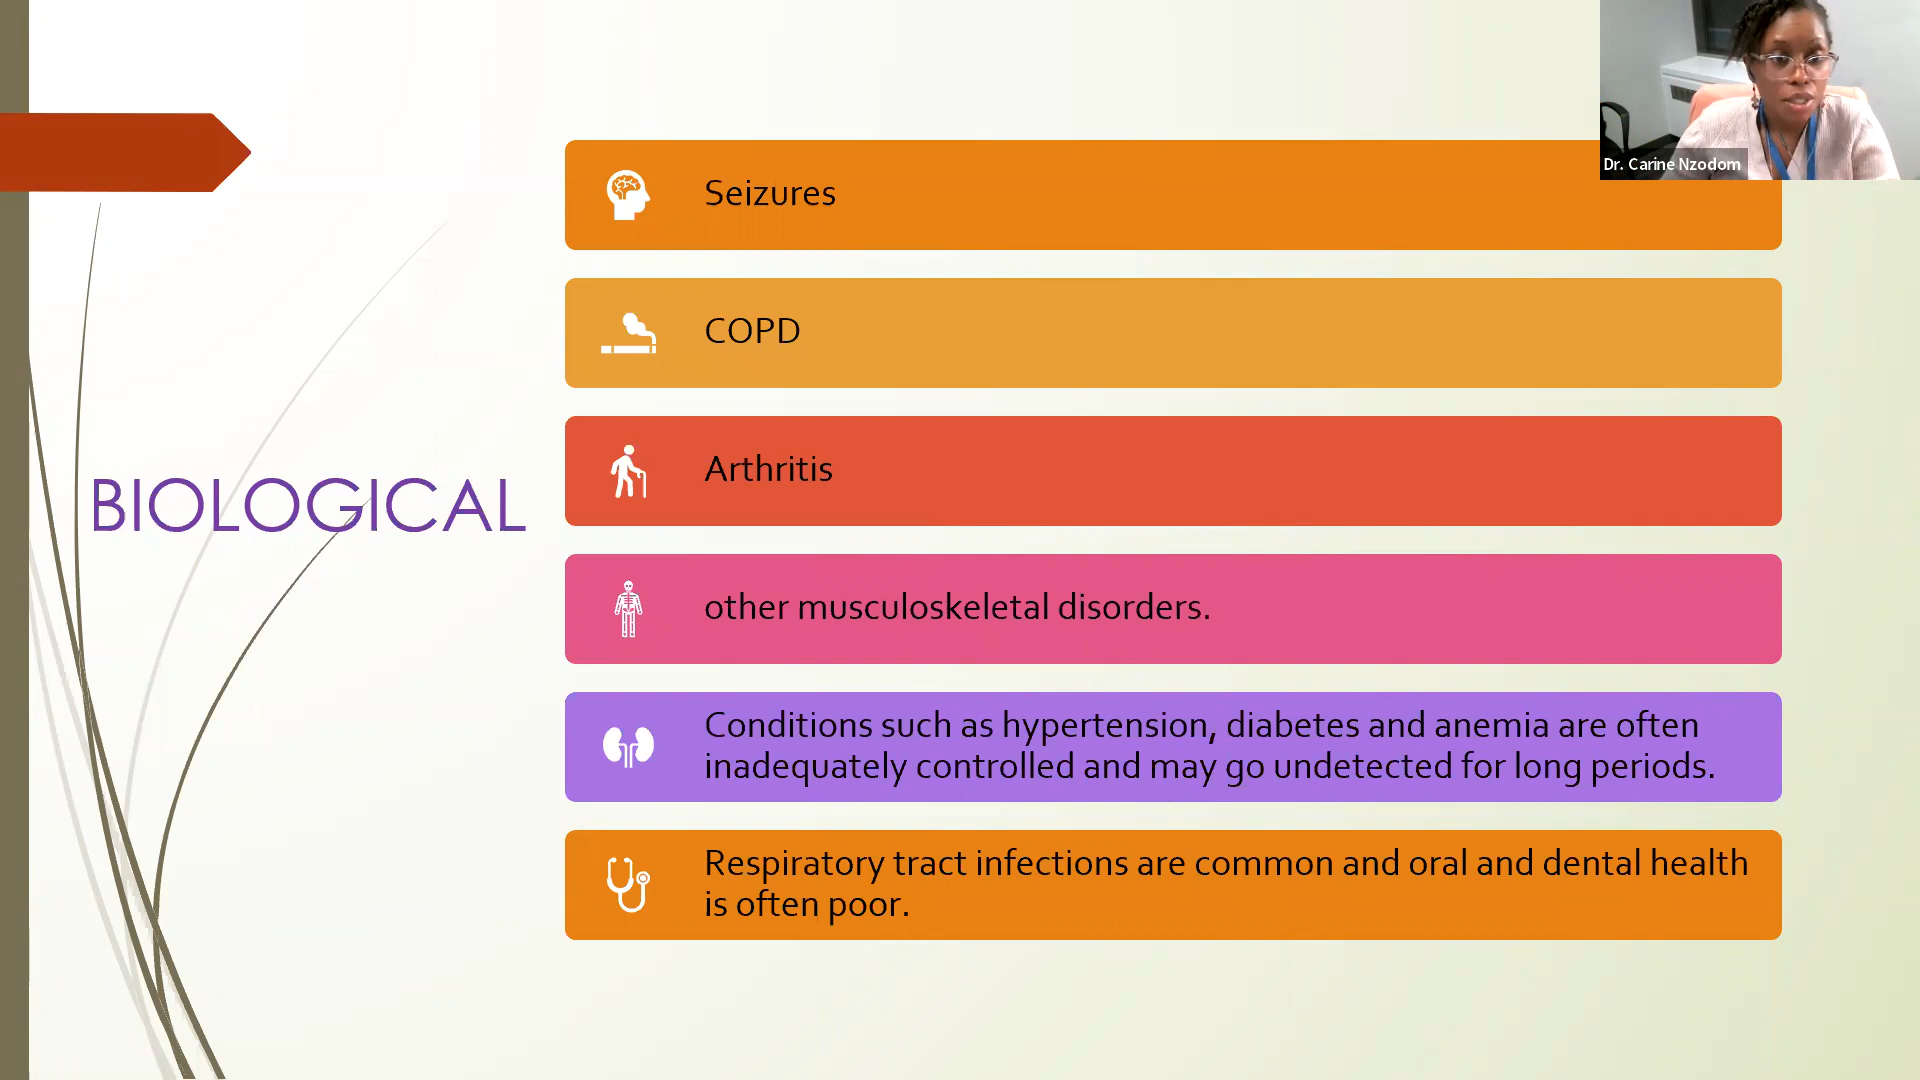 Dr. Carine Nzodom
BIOLOGICAL
Seizures
COPD
Arthritis
other musculoskeletal disorders.
Conditions such as hypertension, diabetes and anemia are often
inadequately controlled and may go undetected for long periods.
Respiratory tract infections are common and oral and dental health
is often poor.